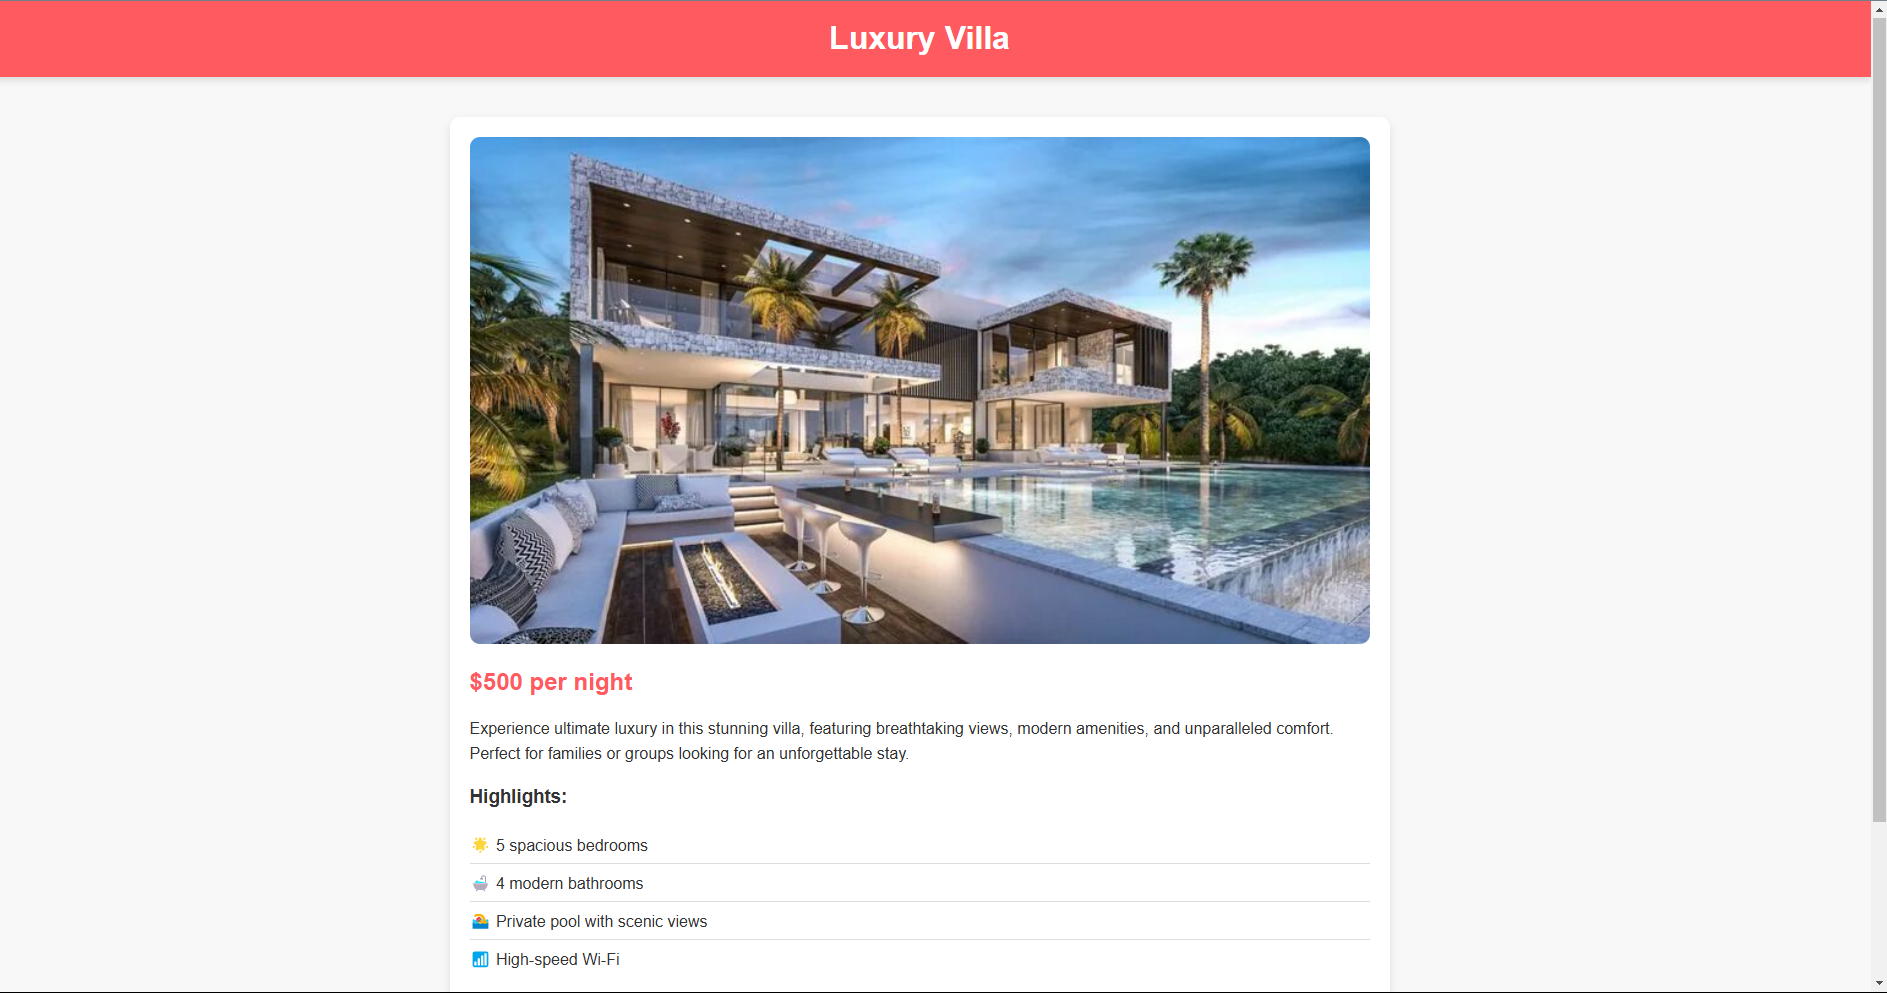 Luxury Villa
$500 per night
Experience ultimate luxury in this stunning villa, featuring breathtaking views, modern amenities, and unparalleled comfort.
Perfect for families or groups looking for an unforgettable stay.
Highlights:
🌟 5 spacious bedrooms
🛁 4 modern bathrooms
🏖️ Private pool with scenic views
📶 High-speed Wi-Fi